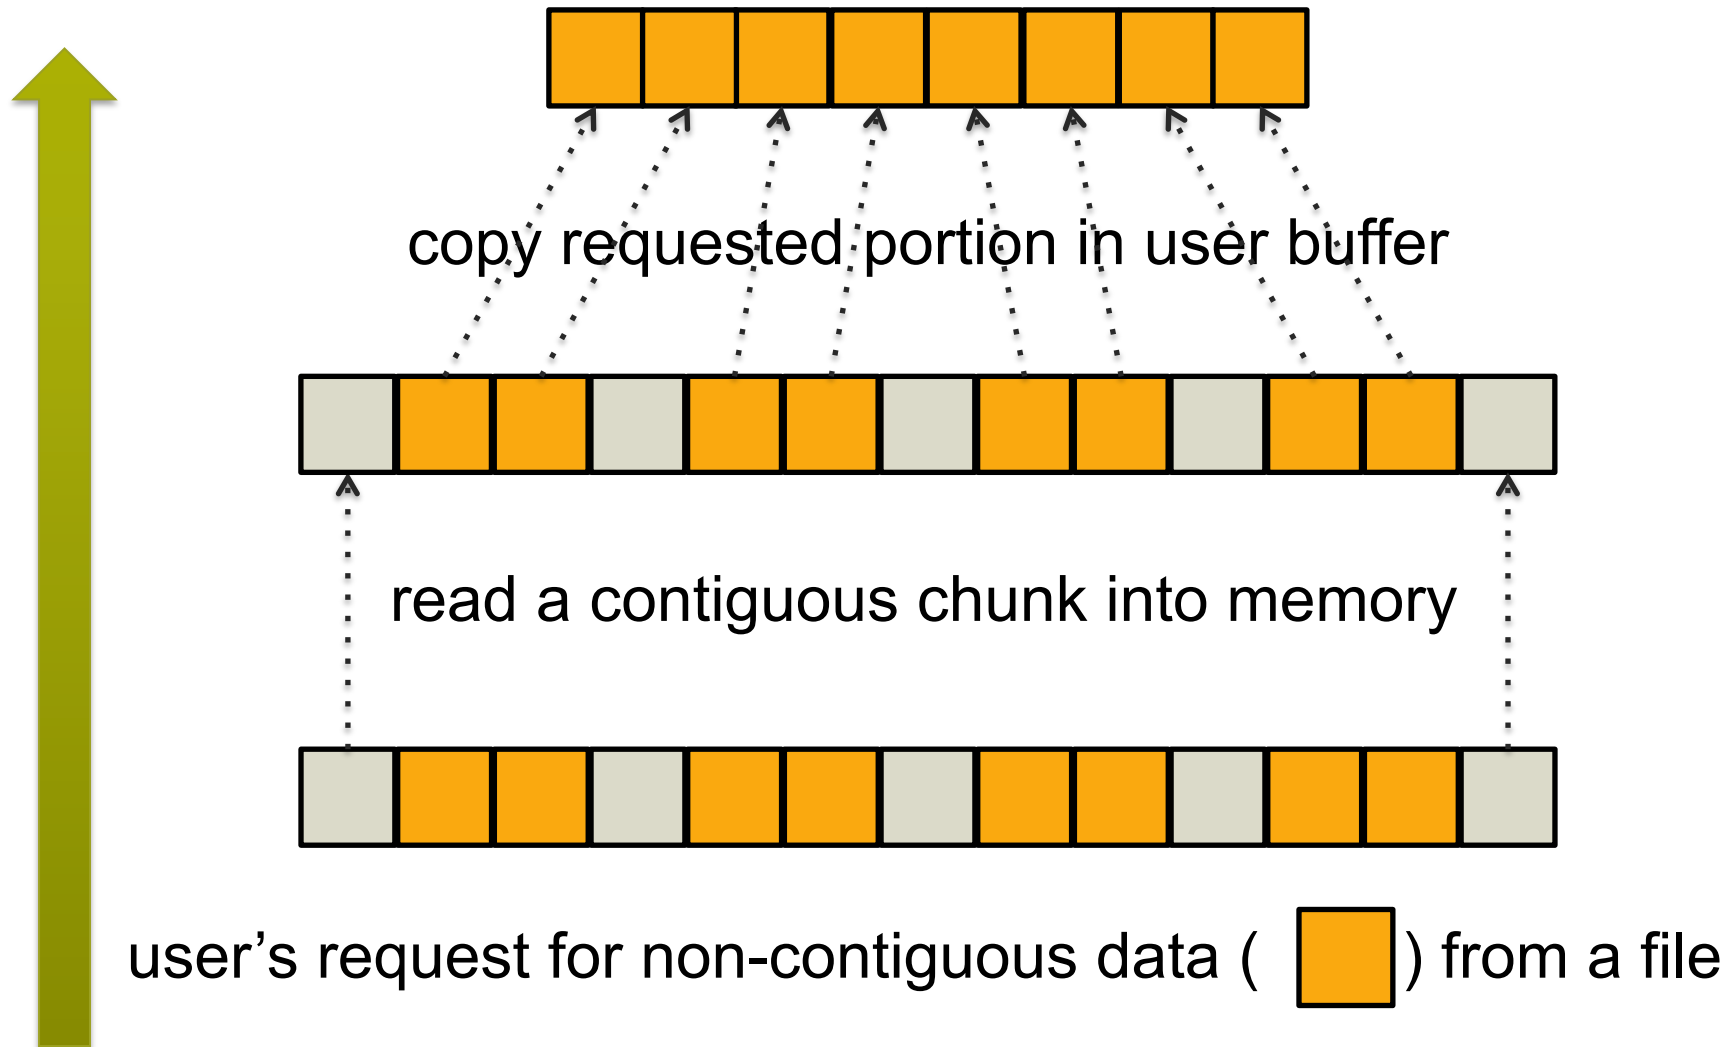 copy requested portion in user buffer
read a contiguous chunk into memory
user’s request for non-contiguous data ( ) from a file